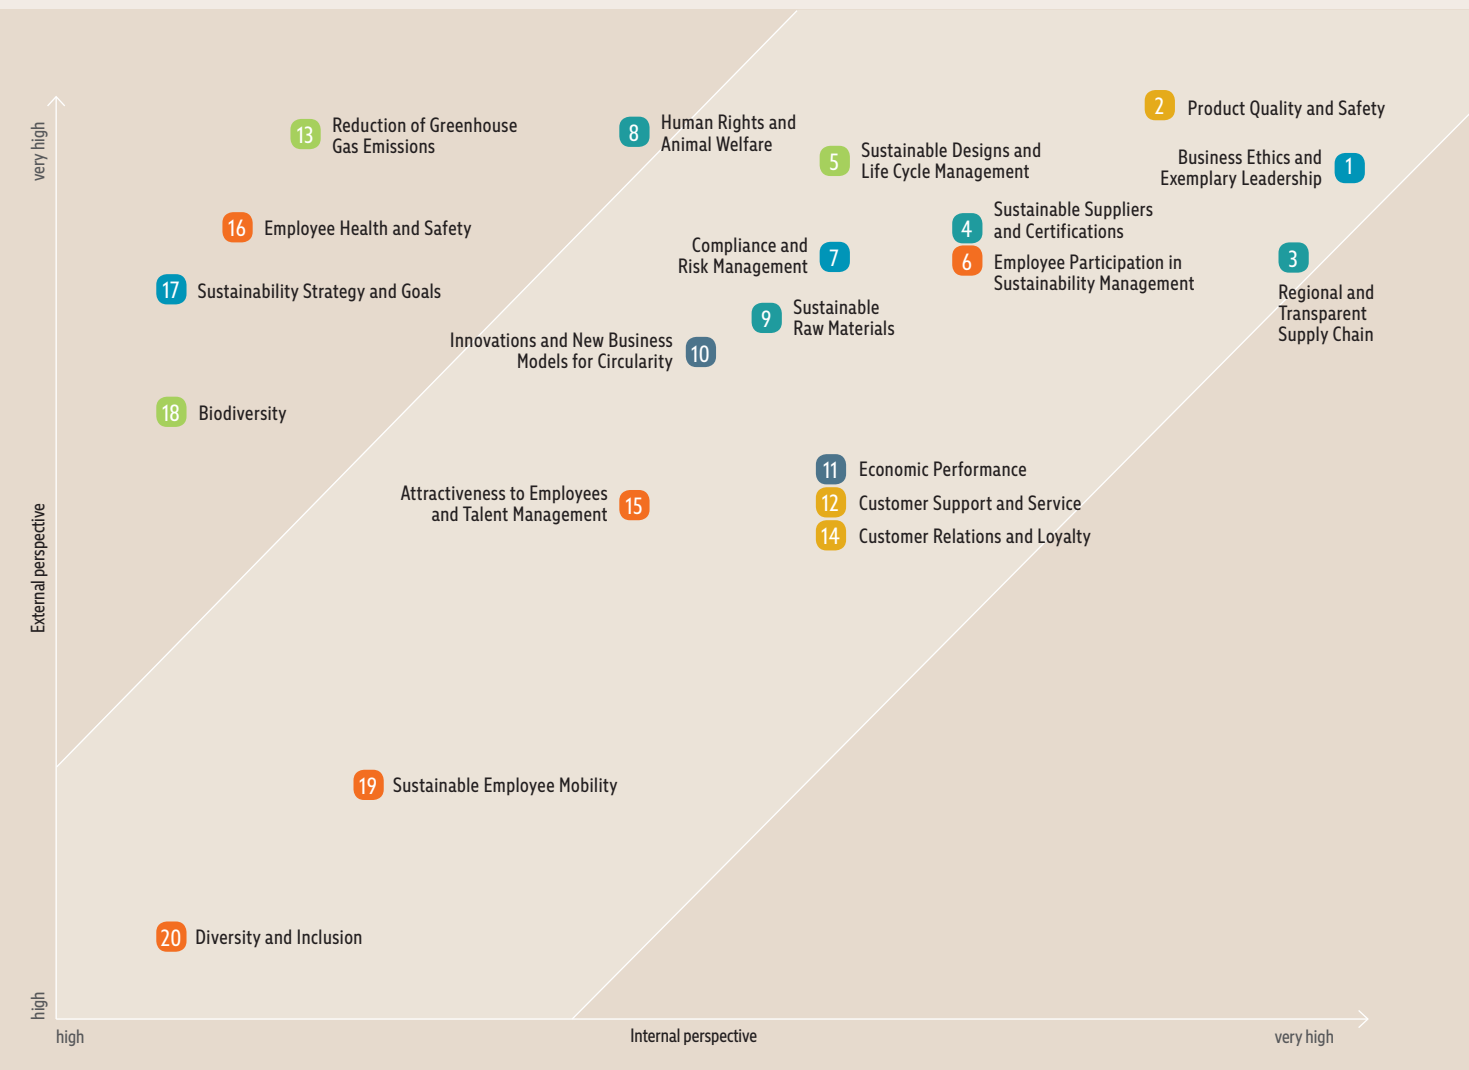 very high
External perspective
high
2
Product Quality and Safety
13
Reduction of Greenhouse
Gas Emissions
8
Human Rights and
Animal Welfare
5
Sustainable Designs and
Life Cycle Management
Business Ethics and
Exemplary Leadership
1
16
Employee Health and Safety
4
Sustainable Suppliers
and Certifications
Compliance and
Risk Management
7
6
Employee Participation in
Sustainability Management
3
Regional and
Transparent
Supply Chain
17
Sustainability Strategy and Goals
9
Sustainable
Raw Materials
Innovations and New Business
Models for Circularity
10
18
Biodiversity
11
Economic Performance
12
Customer Support and Service
14
Customer Relations and Loyalty
Attractiveness to Employees
and Talent Management
15
19
Sustainable Employee Mobility
20
Diversity and Inclusion
high
Internal perspective
very high